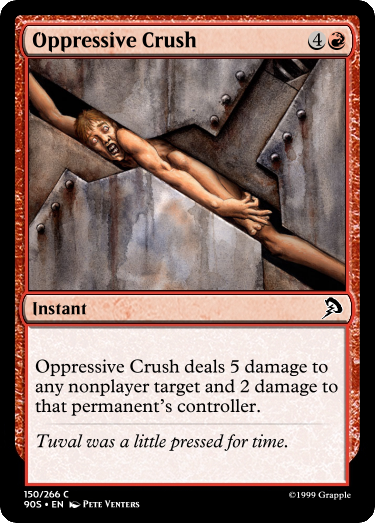 Oppressive Crush 4
Instant
Oppressive Crush deals 5 damage to
any nonplayer target and 2 damage to
that permanent's controller.
Tuval was a little pressed for time.
150/266 C
90S • EN PETE VENTERS
©1999 Grapple